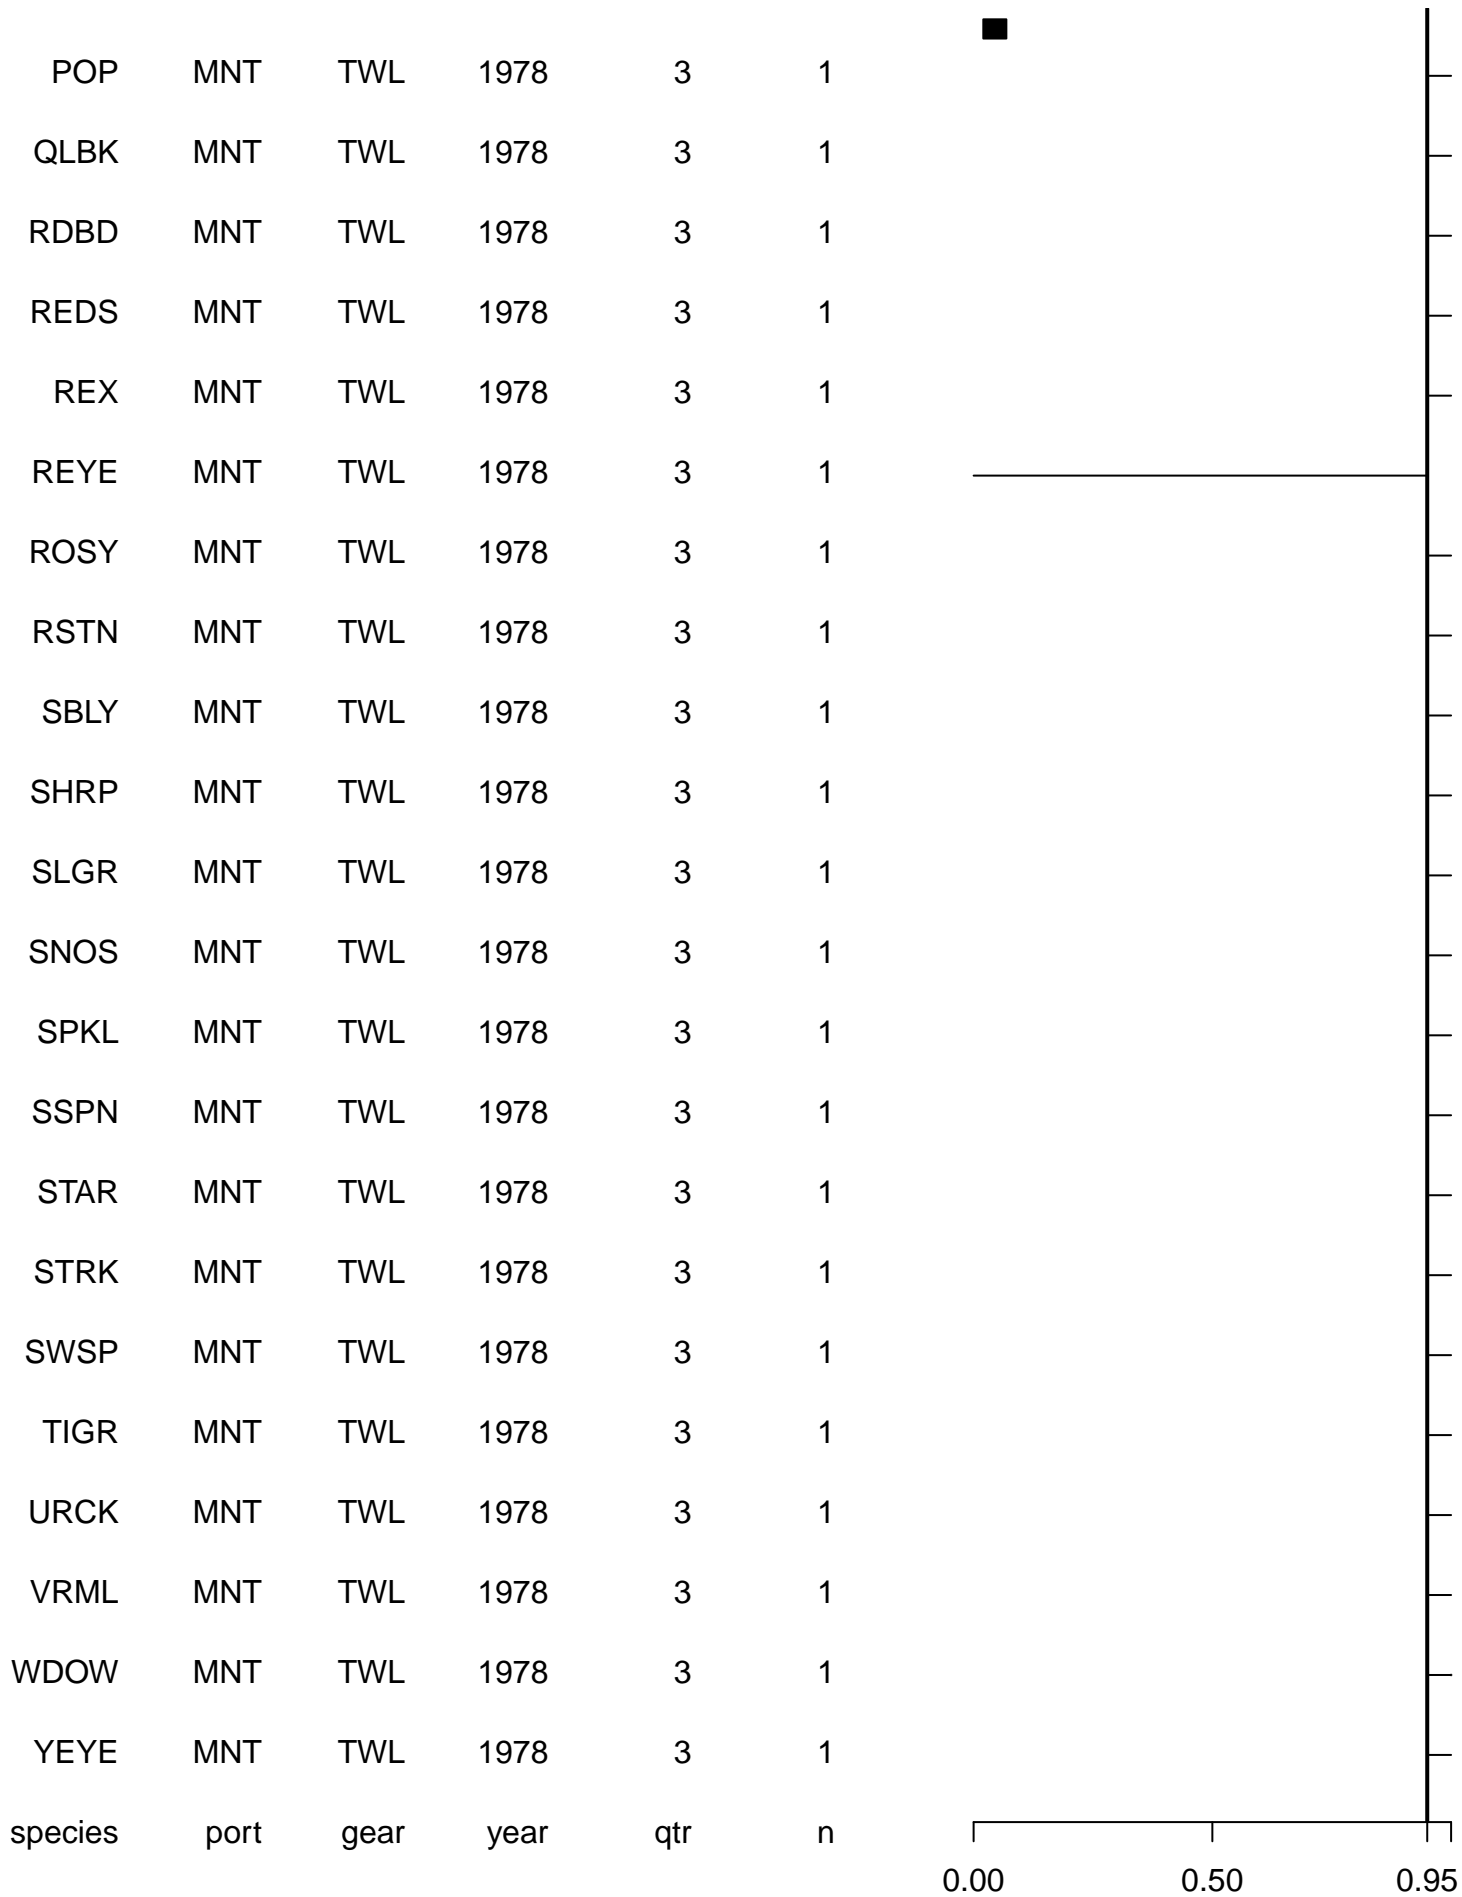 POP MNT TWL 1978 3 1
QLBK MNT TWL 1978 3 1
RDBD MNT TWL 1978 3 1
REDS MNT TWL 1978 3 1
REX MNT TWL 1978 3 1
REYE MNT TWL 1978 3 1
ROSY MNT TWL 1978 3 1
RSTN MNT TWL 1978 3 1
SBLY MNT TWL 1978 3 1
SHRP MNT TWL 1978 3 1
SLGR MNT TWL 1978 3 1
SNOS MNT TWL 1978 3 1
SPKL MNT TWL 1978 3 1
SSPN MNT TWL 1978 3 1
STAR MNT TWL 1978 3 1
STRK MNT TWL 1978 3 1
SWSP MNT TWL 1978 3 1
TIGR MNT TWL 1978 3 1
URCK MNT TWL 1978 3 1
VRML MNT TWL 1978 3 1
WDOW MNT TWL 1978 3 1
YEYE MNT TWL 1978 3 1
species port gear year qtr n
0.00 0.50 0.95